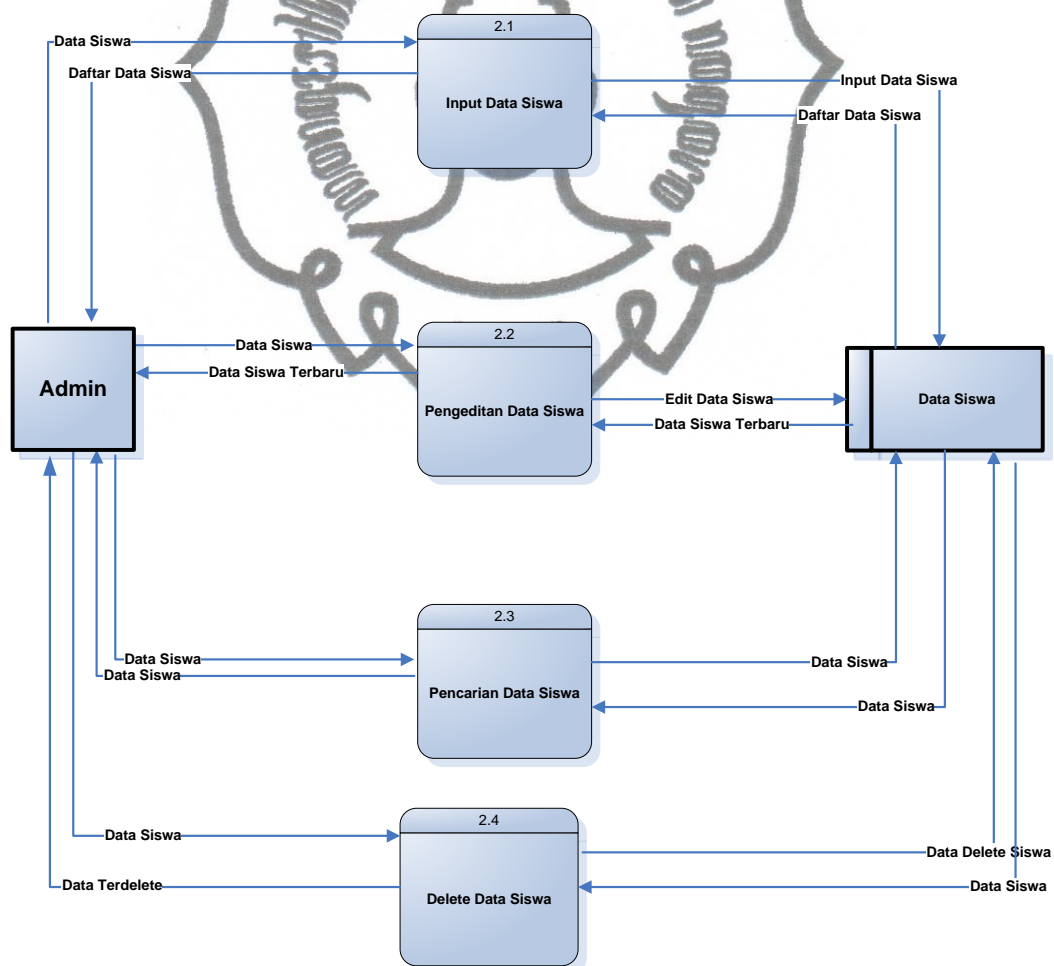 2.1
Data Siswa
Daftar Data Siswa
Input Data Siswa
Input Data Siswa
Daftar Data Siswa
2.2
Admin
Data Siswa
Data Siswa Terbaru
Pengeditan Data Siswa
Edit Data Siswa
Data Siswa Terbaru
Data Siswa
2.3
Data Siswa
Data Siswa
Pencarian Data Siswa
Data Siswa
Data Siswa
2.4
Data Siswa
Data Terdelete
Delete Data Siswa
Data Delete Siswa
Data Siswa